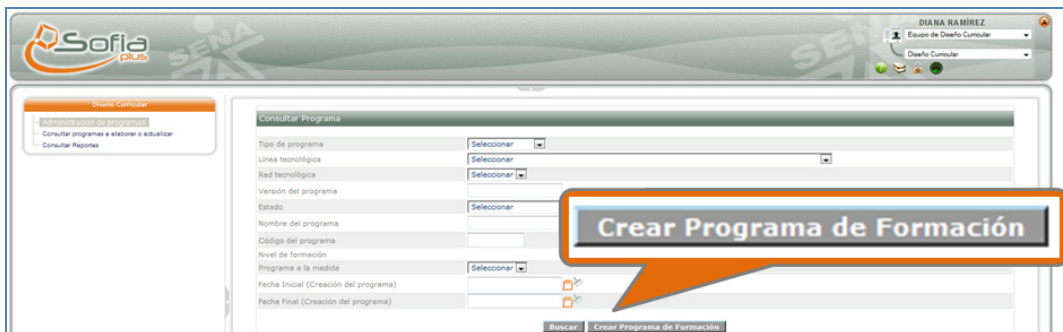 DIANA RAMÍREZ
Sofia plus
SENA
SENA
Equipo de Diseño Curricular
Diseño Curricular
Diseño Curricular
Administracion de programas
Consultar programas a elaborar o actualizar
Consultar Reportes
Consultar Programa
Tipo de programa Seleccionar
Línea tecnológica Seleccionar
Red tecnológica Seleccionar
Versión del programa
Estado Seleccionar
Nombre del programa
Código del programa
Nivel de formación
Programa a la medida Seleccionar
Fecha Inicial (Creación del programa)
Fecha Final (Creación del programa)
Crear Programa de Formación
Buscar Crear Programa de Formación